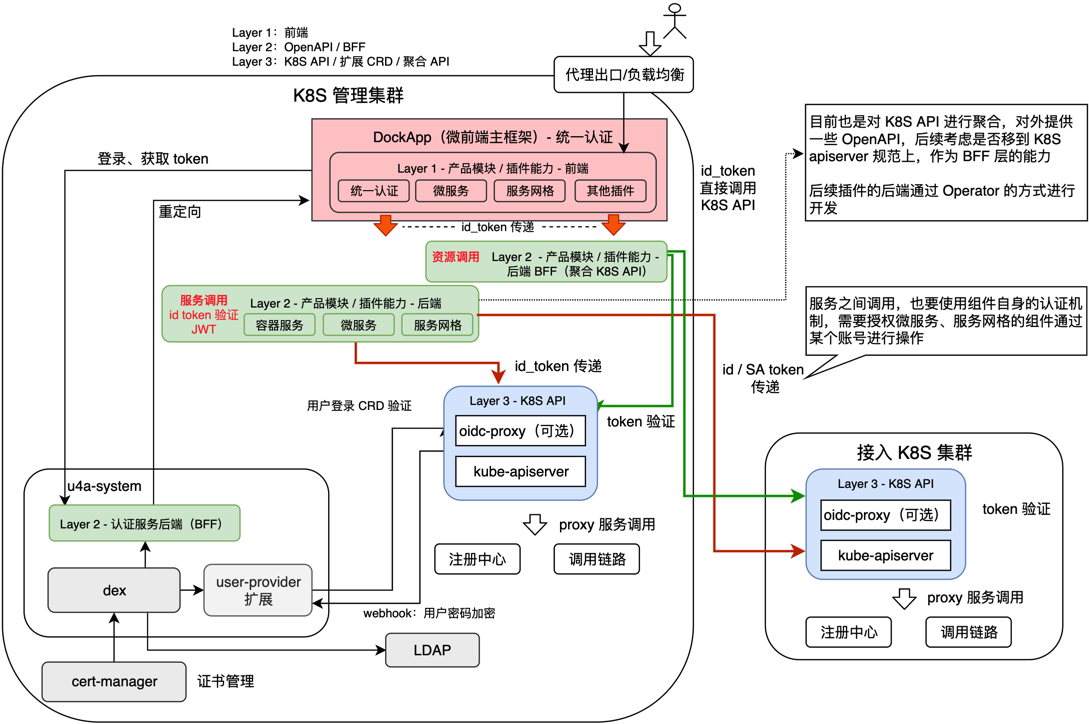 Layer 1：前端
Layer 2：OpenAPI / BFF
Layer 3：K8S API / 扩展 CRD / 聚合 API
代理出口/负载均衡
K8S 管理集群
DockApp（微前端主框架）- 统一认证
Layer 1 - 产品模块 / 插件能力 - 前端
统一认证
微服务
服务网格
其他插件
登录、获取 token
重定向
id_token
直接调用
K8S API
id_token 传递
目前也是对 K8S API 进行聚合，对外提供
一些 OpenAPI，后续考虑是否移到 K8S
apiserver 规范上，作为 BFF 层的能力
后续插件的后端通过 Operator 的方式进行
开发
资源调用
Layer 2 - 产品模块 / 插件能力 -
后端 BFF（聚合 K8S API）
服务调用
id token 验证
JWT
Layer 2 - 产品模块 / 插件能力 - 后端
容器服务
微服务
服务网格
服务之间调用，也要使用组件自身的认证机
制，需要授权微服务、服务网格的组件通过
某个账号进行操作
id_token 传递
id / SA token
传递
用户登录 CRD 验证
Layer 3 - K8S API
oidc-proxy（可选）
kube-apiserver
token 验证
proxy 服务调用
注册中心
调用链路
接入 K8S 集群
Layer 3 - K8S API
oidc-proxy（可选）
kube-apiserver
token 验证
proxy 服务调用
注册中心
调用链路
u4a-system
Layer 2 - 认证服务后端（BFF）
dex
user-provider
扩展
webhook：用户密码加密
LDAP
cert-manager
证书管理